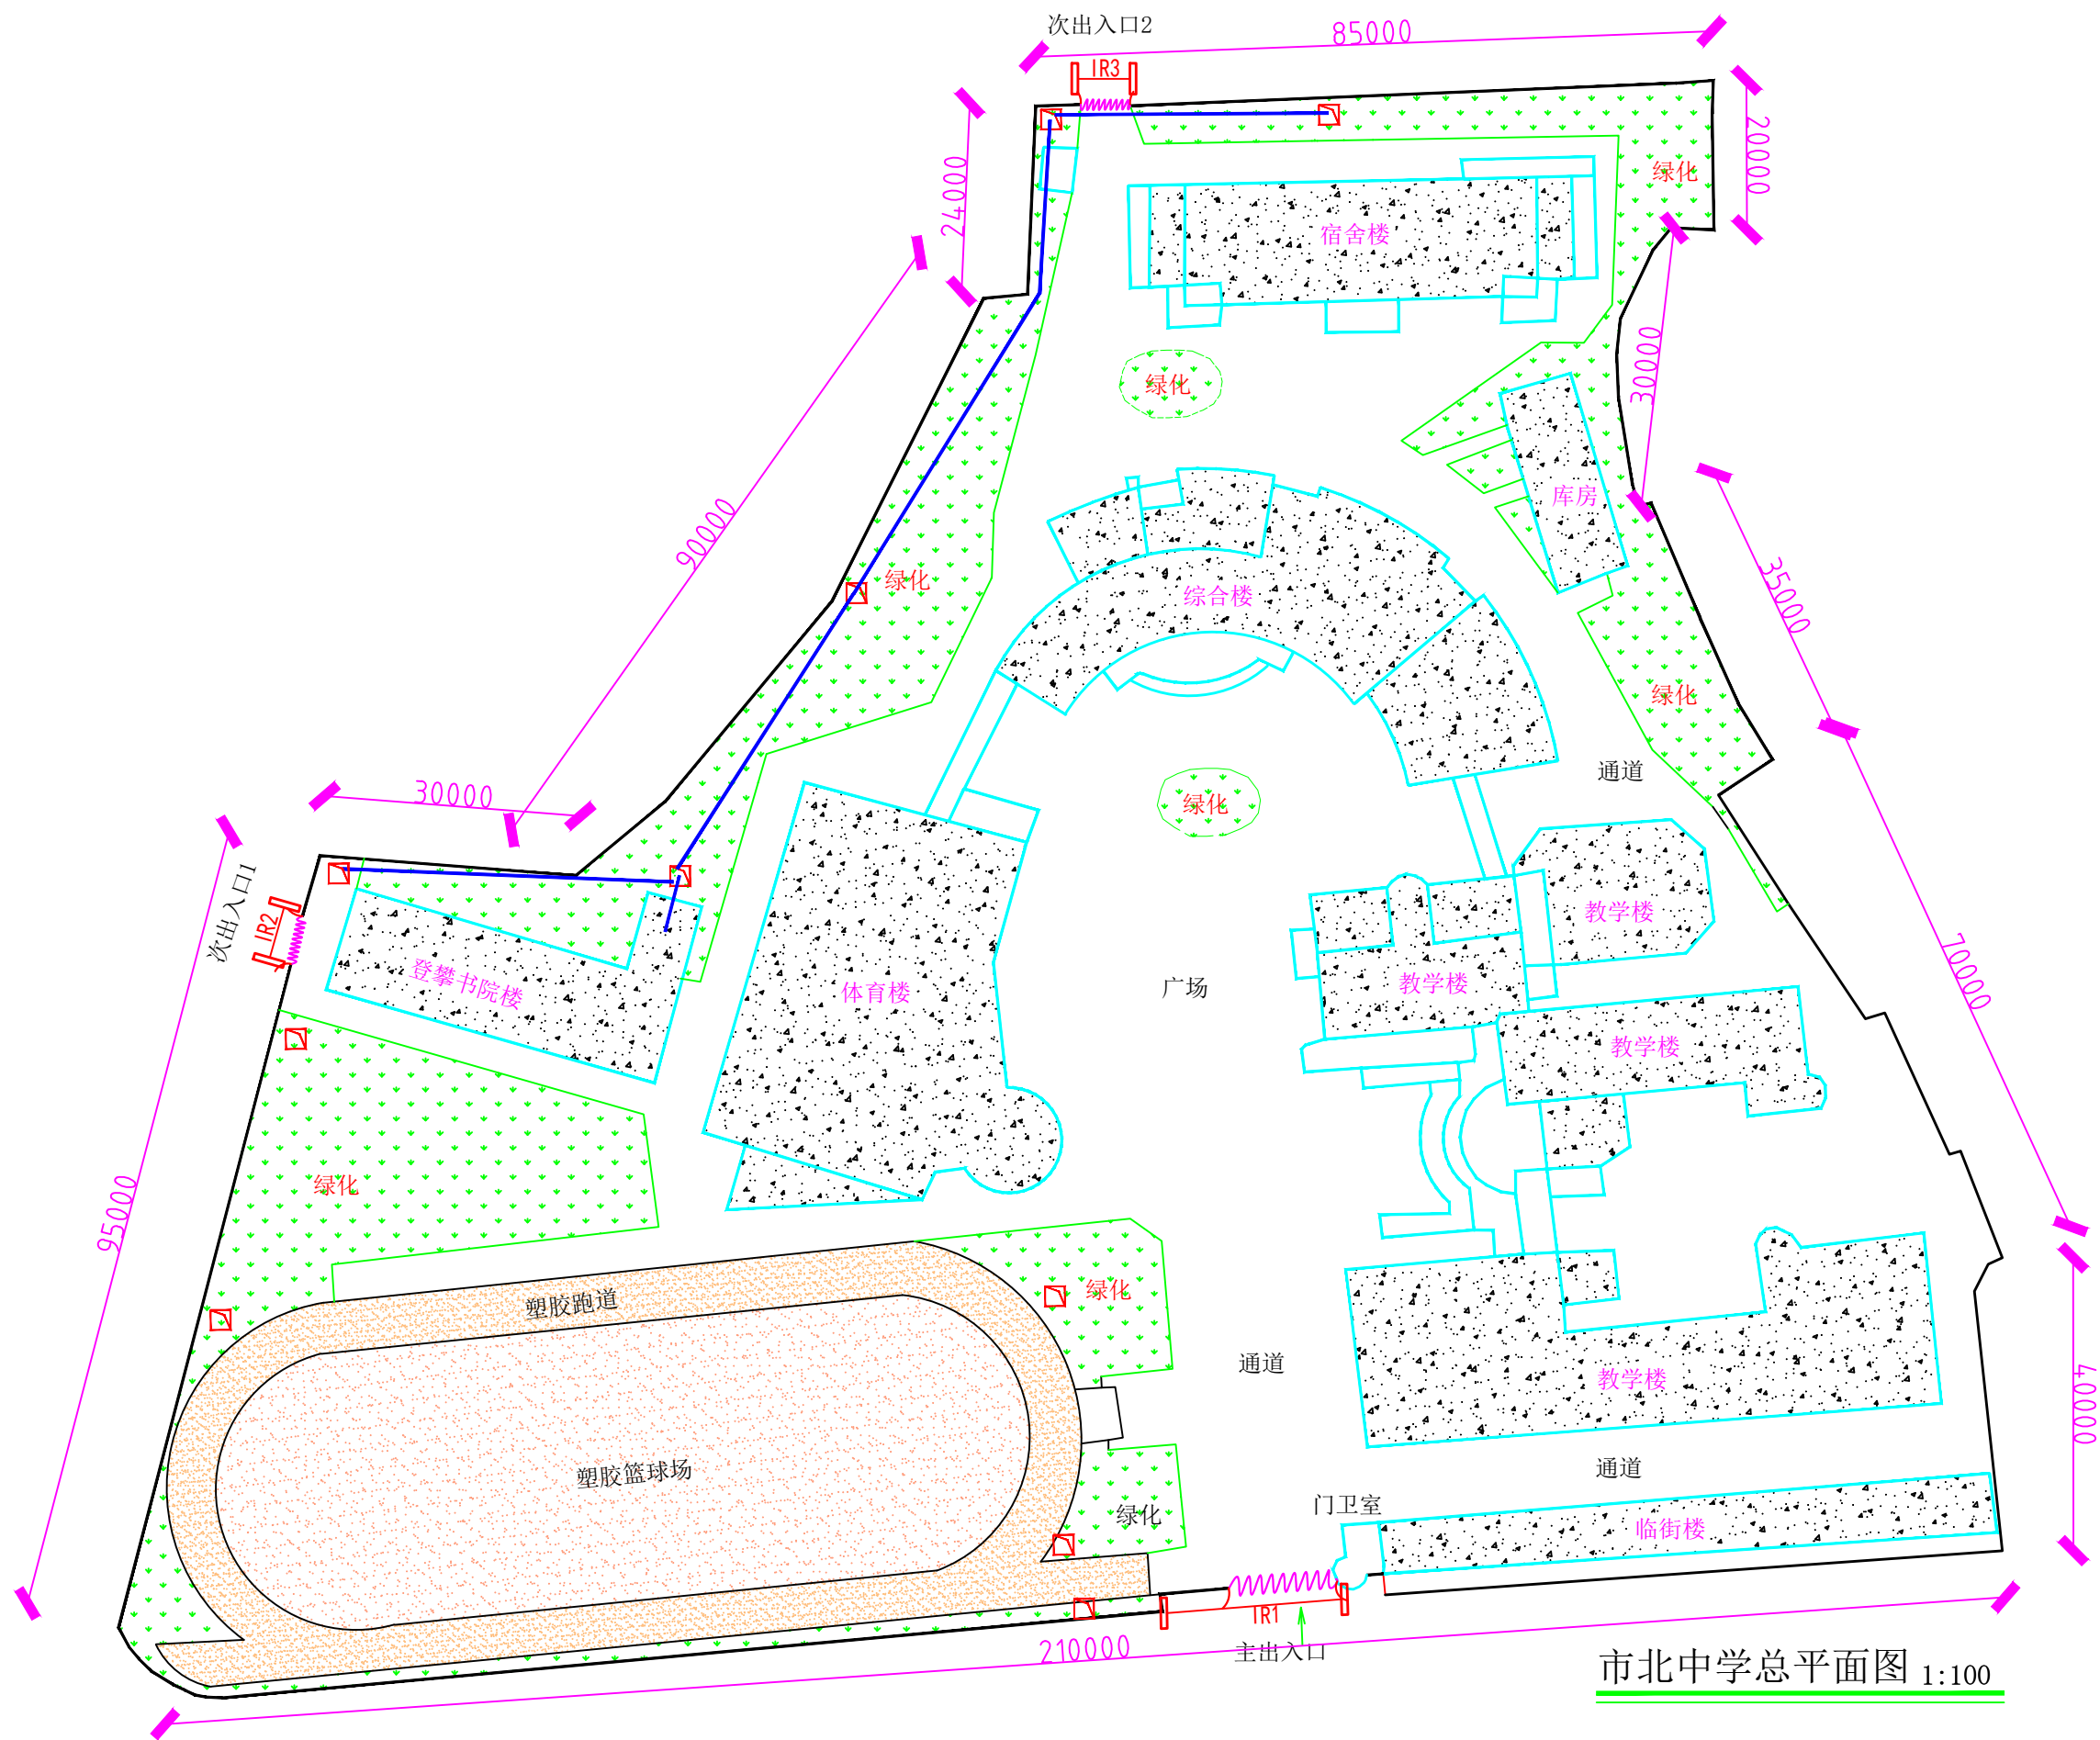 次出入口2
85000
IR3
20000
24000
绿化
宿舍楼
30000
绿化
库房
35000
90000
绿化
综合楼
绿化
通道
30000
绿化
次出入口1
IR2
登攀书院楼
体育楼
广场
教学楼
教学楼
教学楼
70000
绿化
95000
绿化
塑胶跑道
通道
教学楼
40000
塑胶篮球场
通道
门卫室
绿化
临街楼
IR1
210000
主出入口
市北中学总平面图 1:100